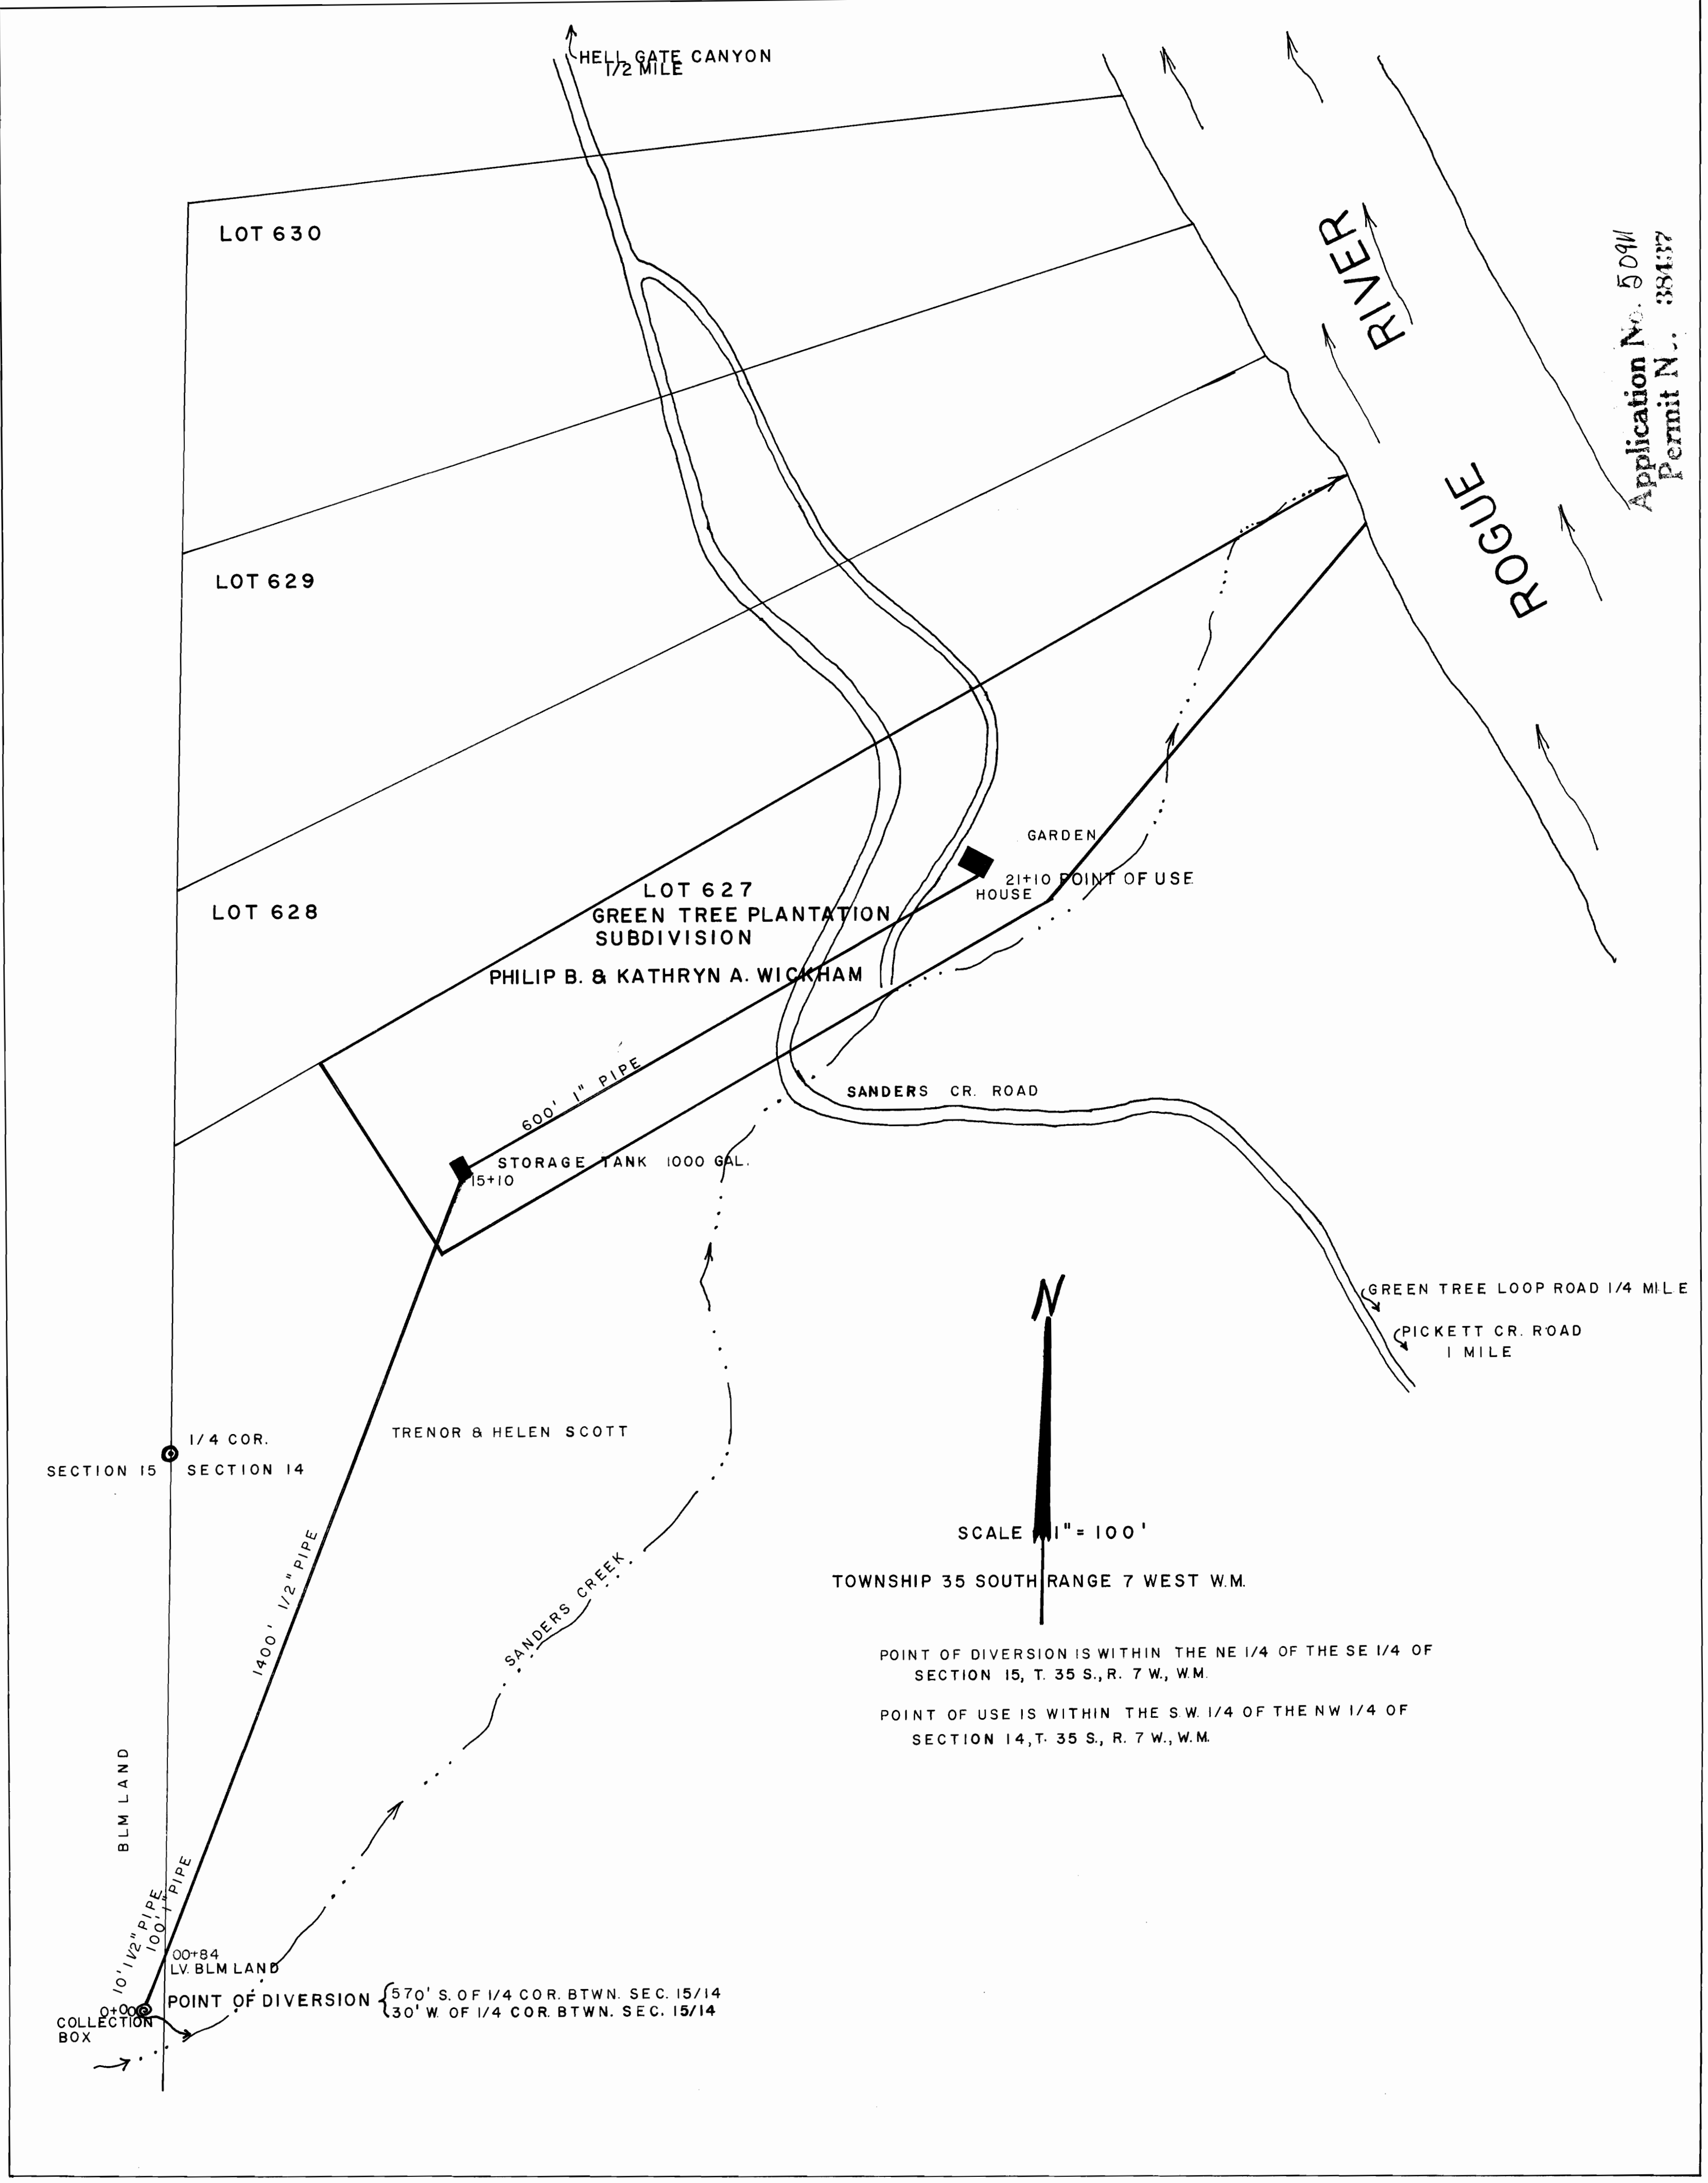 HELL GATE CANYON
1/2 MILE
LOT 630
RIVER
ROGUE
Application No.
Permit
LOT 629
LOT 628
GARDEN
21+10 POINT OF USE
HOUSE
LOT 627
GREEN TREE PLANTATION
SUBDIVISION
PHILIP B. & KATHRYN A. WICKHAM
600' 1" PIPE
SANDERS CR. ROAD
STORAGE TANK 1000 GAL.
15+10
N
GREEN TREE LOOP ROAD 1/4 MILE
PICKETT CR. ROAD
1 MILE
TRENOR & HELEN SCOTT
1/4 COR.
SECTION 15 SECTION 14
1400' 1/2" PIPE
SANDERS CREEK
SCALE 1" = 100'
TOWNSHIP 35 SOUTH RANGE 7 WEST W.M.
POINT OF DIVERSION IS WITHIN THE NE 1/4 OF THE SE 1/4 OF
SECTION 15, T. 35 S., R. 7 W., W.M.
POINT OF USE IS WITHIN THE S.W. 1/4 OF THE NW 1/4 OF
SECTION 14, T. 35 S., R. 7 W., W.M.
BLM LAND
10' 1 1/2" PIPE
100' 1" PIPE
00+84
LV. BLM LAND
POINT OF DIVERSION { 570' S. OF 1/4 COR. BTWN. SEC. 15/14
30' W. OF 1/4 COR. BTWN. SEC. 15/14
0+00
COLLECTION
BOX